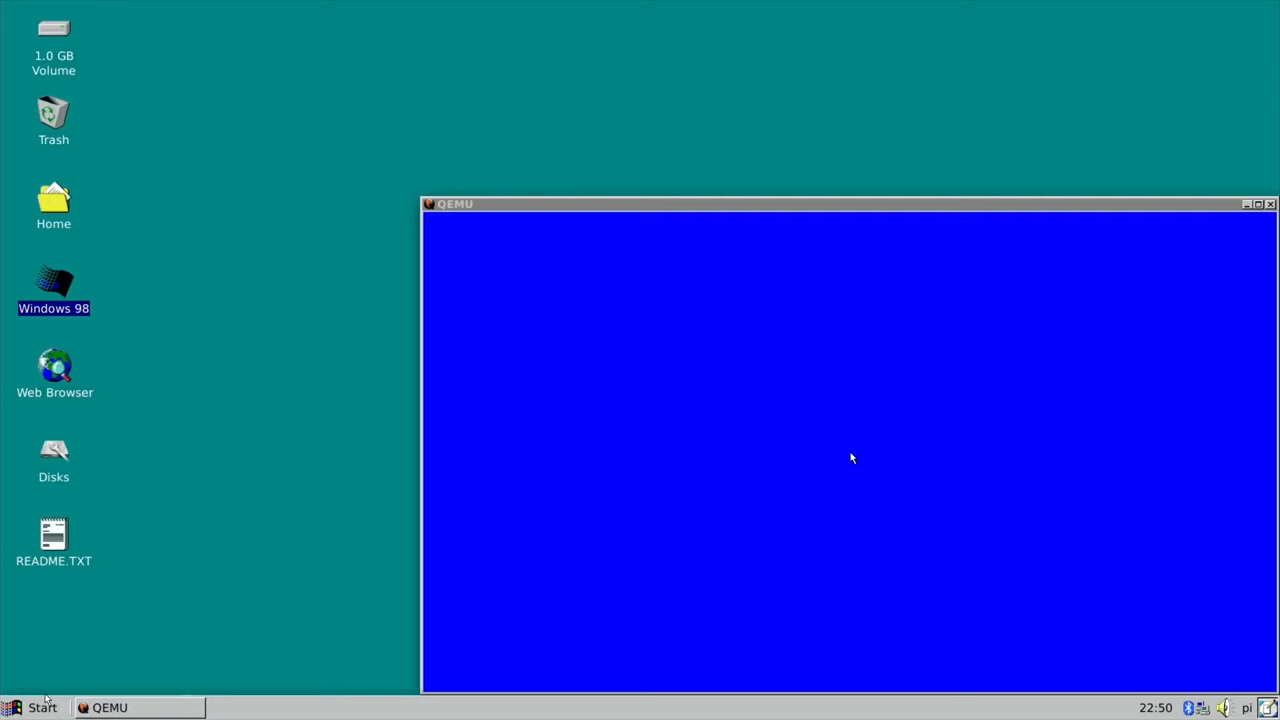 1.0 GB
Volume
Trash
Home
Windows 98
Web Browser
Disks
README.TXT
QEMU
Start
QEMU
22:50
pi